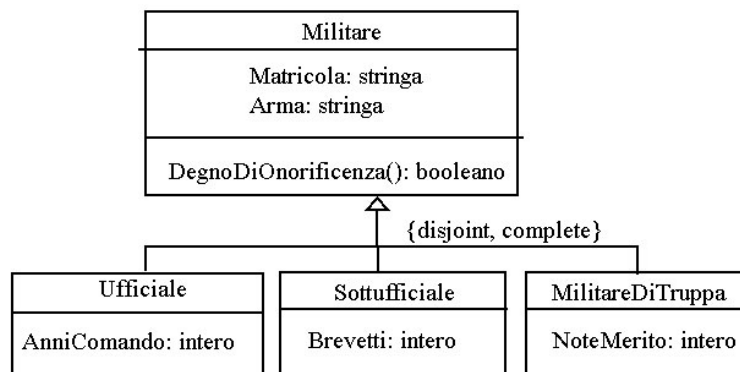 Militare
Matricola: stringa
Arma: stringa
DegnoDiOnorificenza(): booleano
{disjoint, complete}
Ufficiale
Sottufficiale
MilitareDiTruppa
AnniComando: intero
Brevetti: intero
NoteMerito: intero